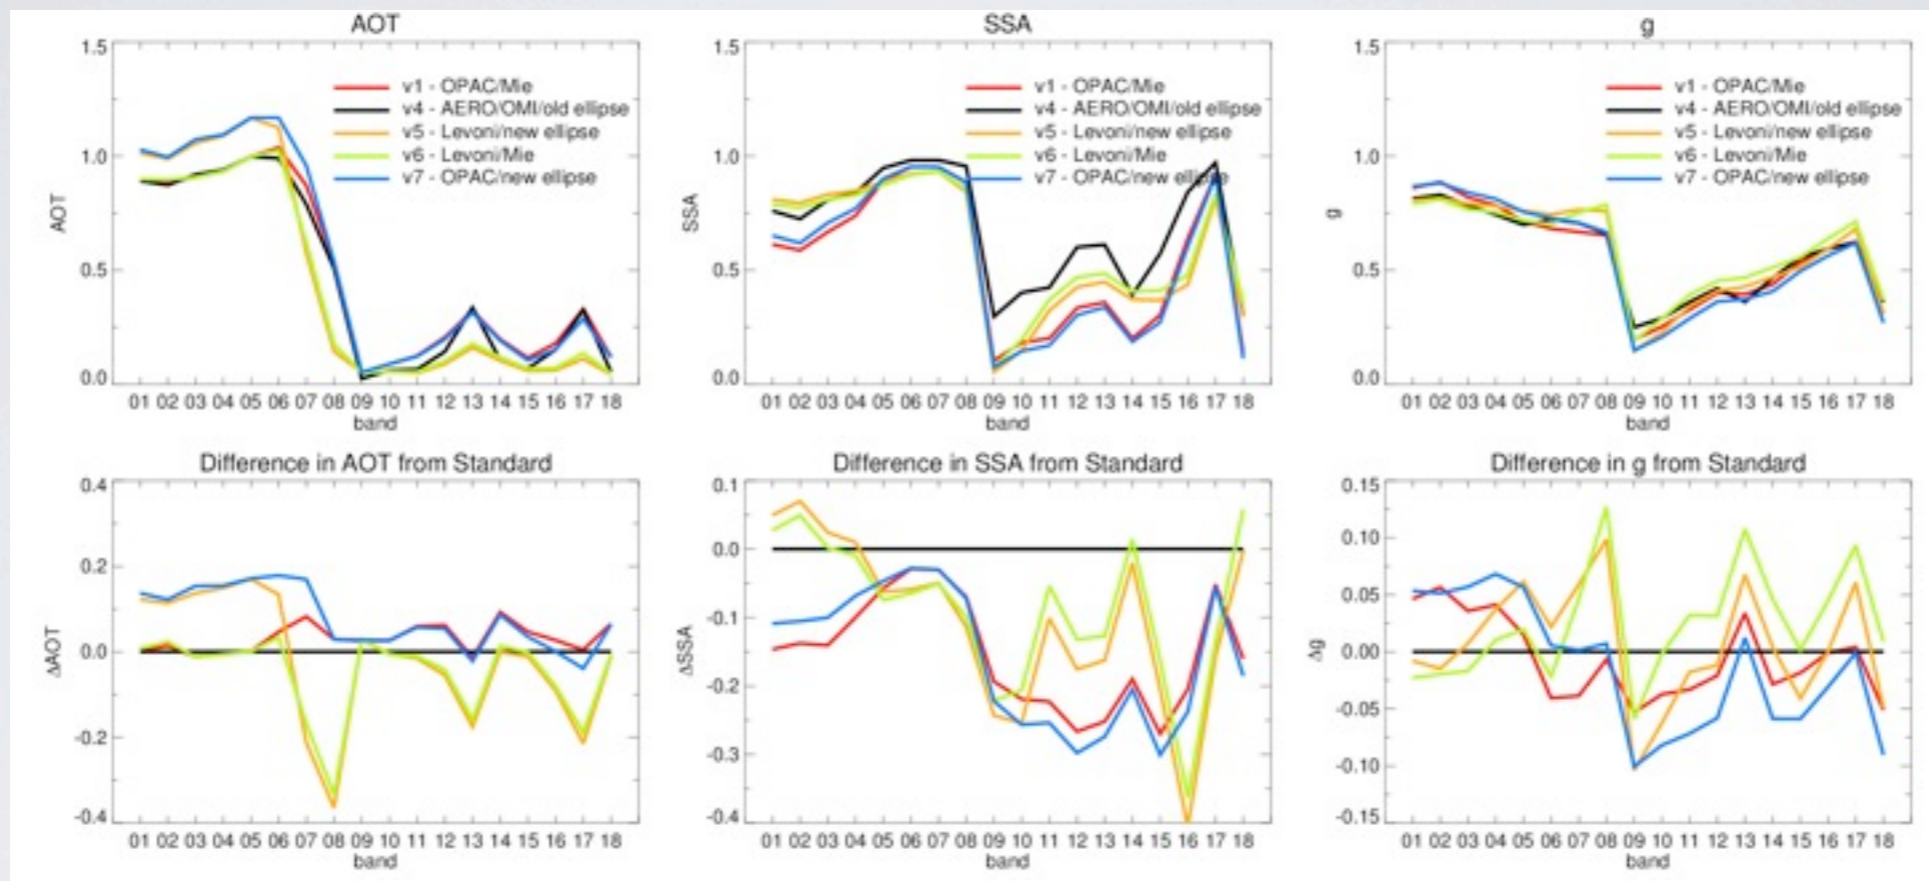 AOT
1.5
1.0
0.5
0.0
AOT
v1 - OPAC/Mie
v4 - AERO/OMI/old ellipse
v5 - Levoni/new ellipse
v6 - Levoni/Mie
v7 - OPAC/new ellipse
01 02 03 04 05 06 07 08 09 10 11 12 13 14 15 16 17 18
band
SSA
1.5
1.0
0.5
0.0
SSA
v1 - OPAC/Mie
v4 - AERO/OMI/old ellipse
v5 - Levoni/new ellipse
v6 - Levoni/Mie
v7 - OPAC/new ellipse
01 02 03 04 05 06 07 08 09 10 11 12 13 14 15 16 17 18
band
g
1.5
1.0
0.5
0.0
g
v1 - OPAC/Mie
v4 - AERO/OMI/old ellipse
v5 - Levoni/new ellipse
v6 - Levoni/Mie
v7 - OPAC/new ellipse
01 02 03 04 05 06 07 08 09 10 11 12 13 14 15 16 17 18
band
Difference in AOT from Standard
0.4
0.2
0.0
-0.2
-0.4
ΔAOT
01 02 03 04 05 06 07 08 09 10 11 12 13 14 15 16 17 18
band
Difference in SSA from Standard
0.1
0.0
-0.1
-0.2
-0.3
-0.4
ΔSSA
01 02 03 04 05 06 07 08 09 10 11 12 13 14 15 16 17 18
band
Difference in g from Standard
0.15
0.10
0.05
0.00
-0.05
-0.10
-0.15
Δg
01 02 03 04 05 06 07 08 09 10 11 12 13 14 15 16 17 18
band